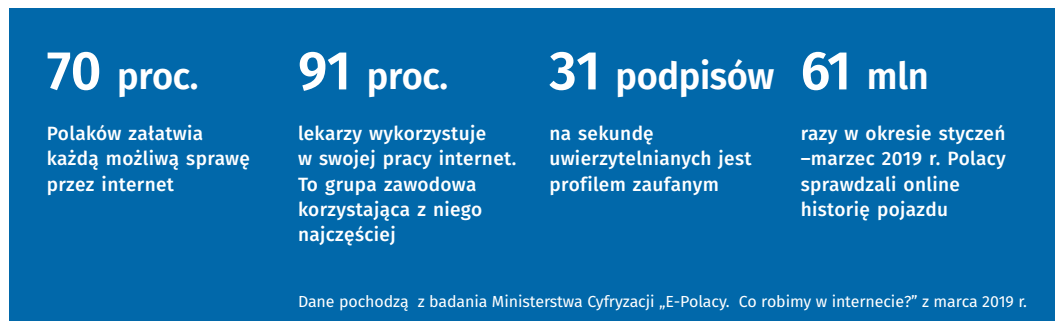 70 proc.
Polaków załatwia
każdą możliwą sprawę
przez internet
91 proc.
lekarzy wykorzystuje
w swojej pracy internet.
To grupa zawodowa
korzystająca z niego
najczęściej
31 podpisów
na sekundę
uwierzytelnianych jest
profilem zaufanym
61 mln
razy w okresie styczeń
–marzec 2019 r. Polacy
sprawdzali online
historię pojazdu
Dane pochodzą z badania Ministerstwa Cyfryzacji „E-Polacy. Co robimy w internecie?” z marca 2019 r.